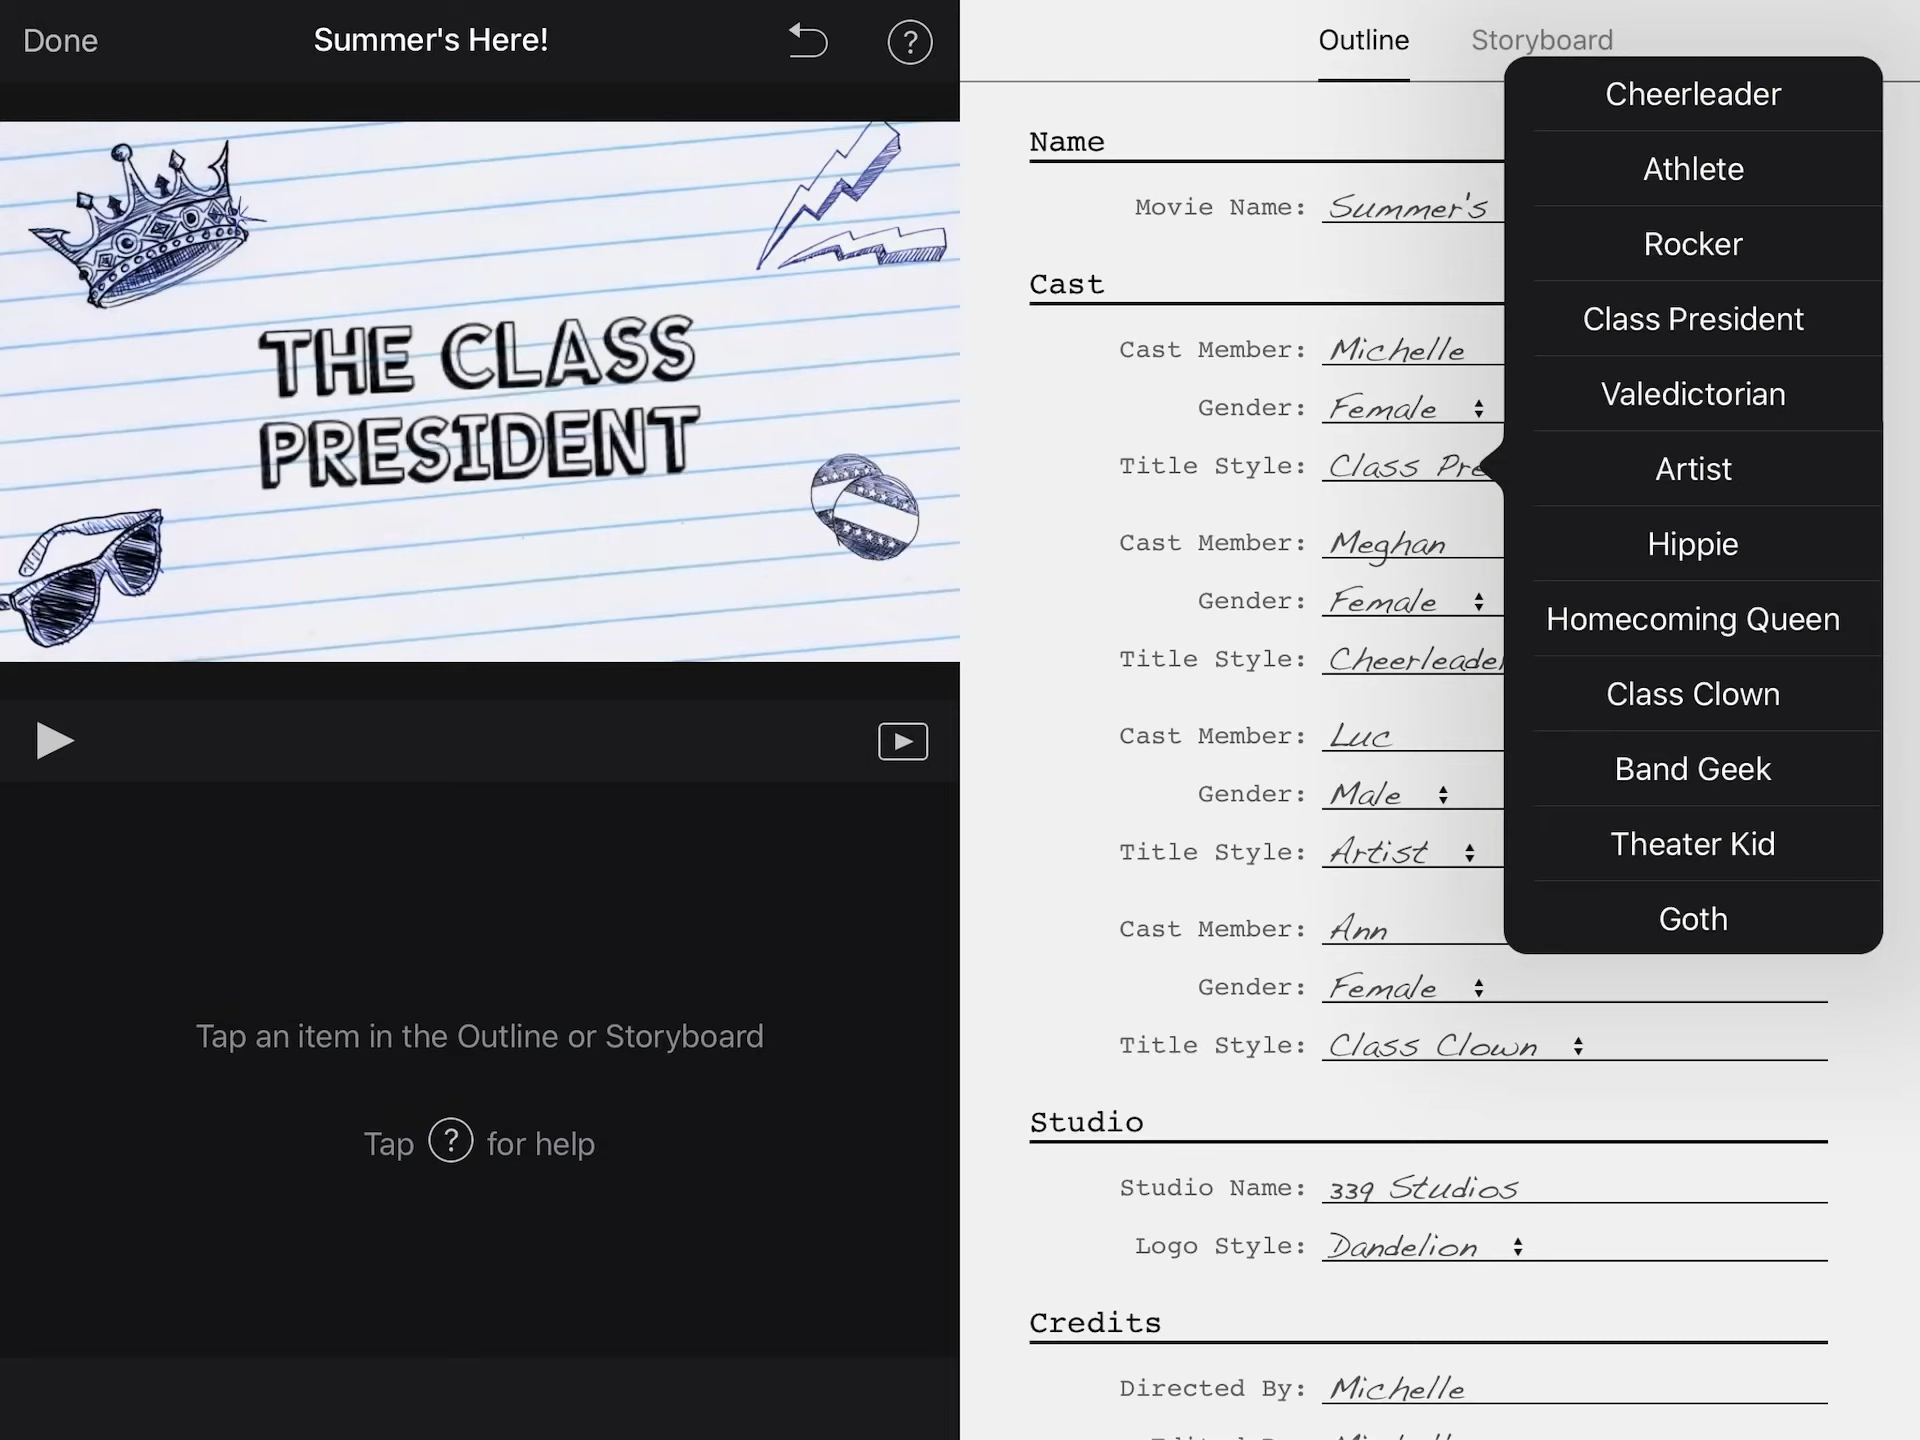 Done
Summer's Here!
?
THE CLASS
PRESIDENT
Tap an item in the Outline or Storyboard
Tap ? for help
Outline
Storyboard
Name
Movie Name: Summer's
Cast
Cast Member: Michelle
Gender: Female
Title Style: Class Pre
Cast Member: Meghan
Gender: Female
Title Style: Cheerleader
Cast Member: Luc
Gender: Male
Title Style: Artist
Cast Member: Ann
Gender: Female
Title Style: Class Clown
Studio
Studio Name: 339 Studios
Logo Style: Dandelion
Credits
Directed By: Michelle
Cheerleader
Athlete
Rocker
Class President
Valedictorian
Artist
Hippie
Homecoming Queen
Class Clown
Band Geek
Theater Kid
Goth